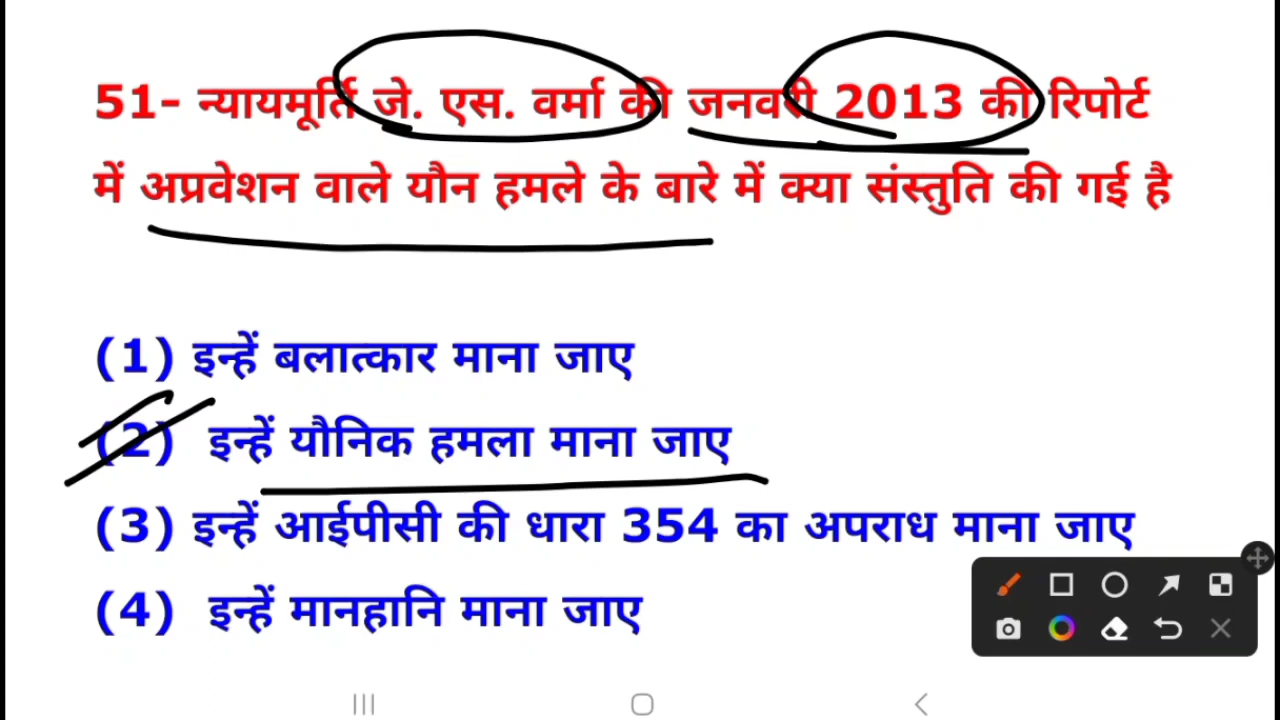 51- न्यायमूर्ति जे. एस. वर्मा की जनवरी 2013 की रिपोर्ट
में अप्रवेशन वाले यौन हमले के बारे में क्या संस्तुति की गई है
(1) इन्हें बलात्कार माना जाए
(2) इन्हें यौनिक हमला माना जाए
(3) इन्हें आईपीसी की धारा 354 का अपराध माना जाए
(4) इन्हें मानहानि माना जाए